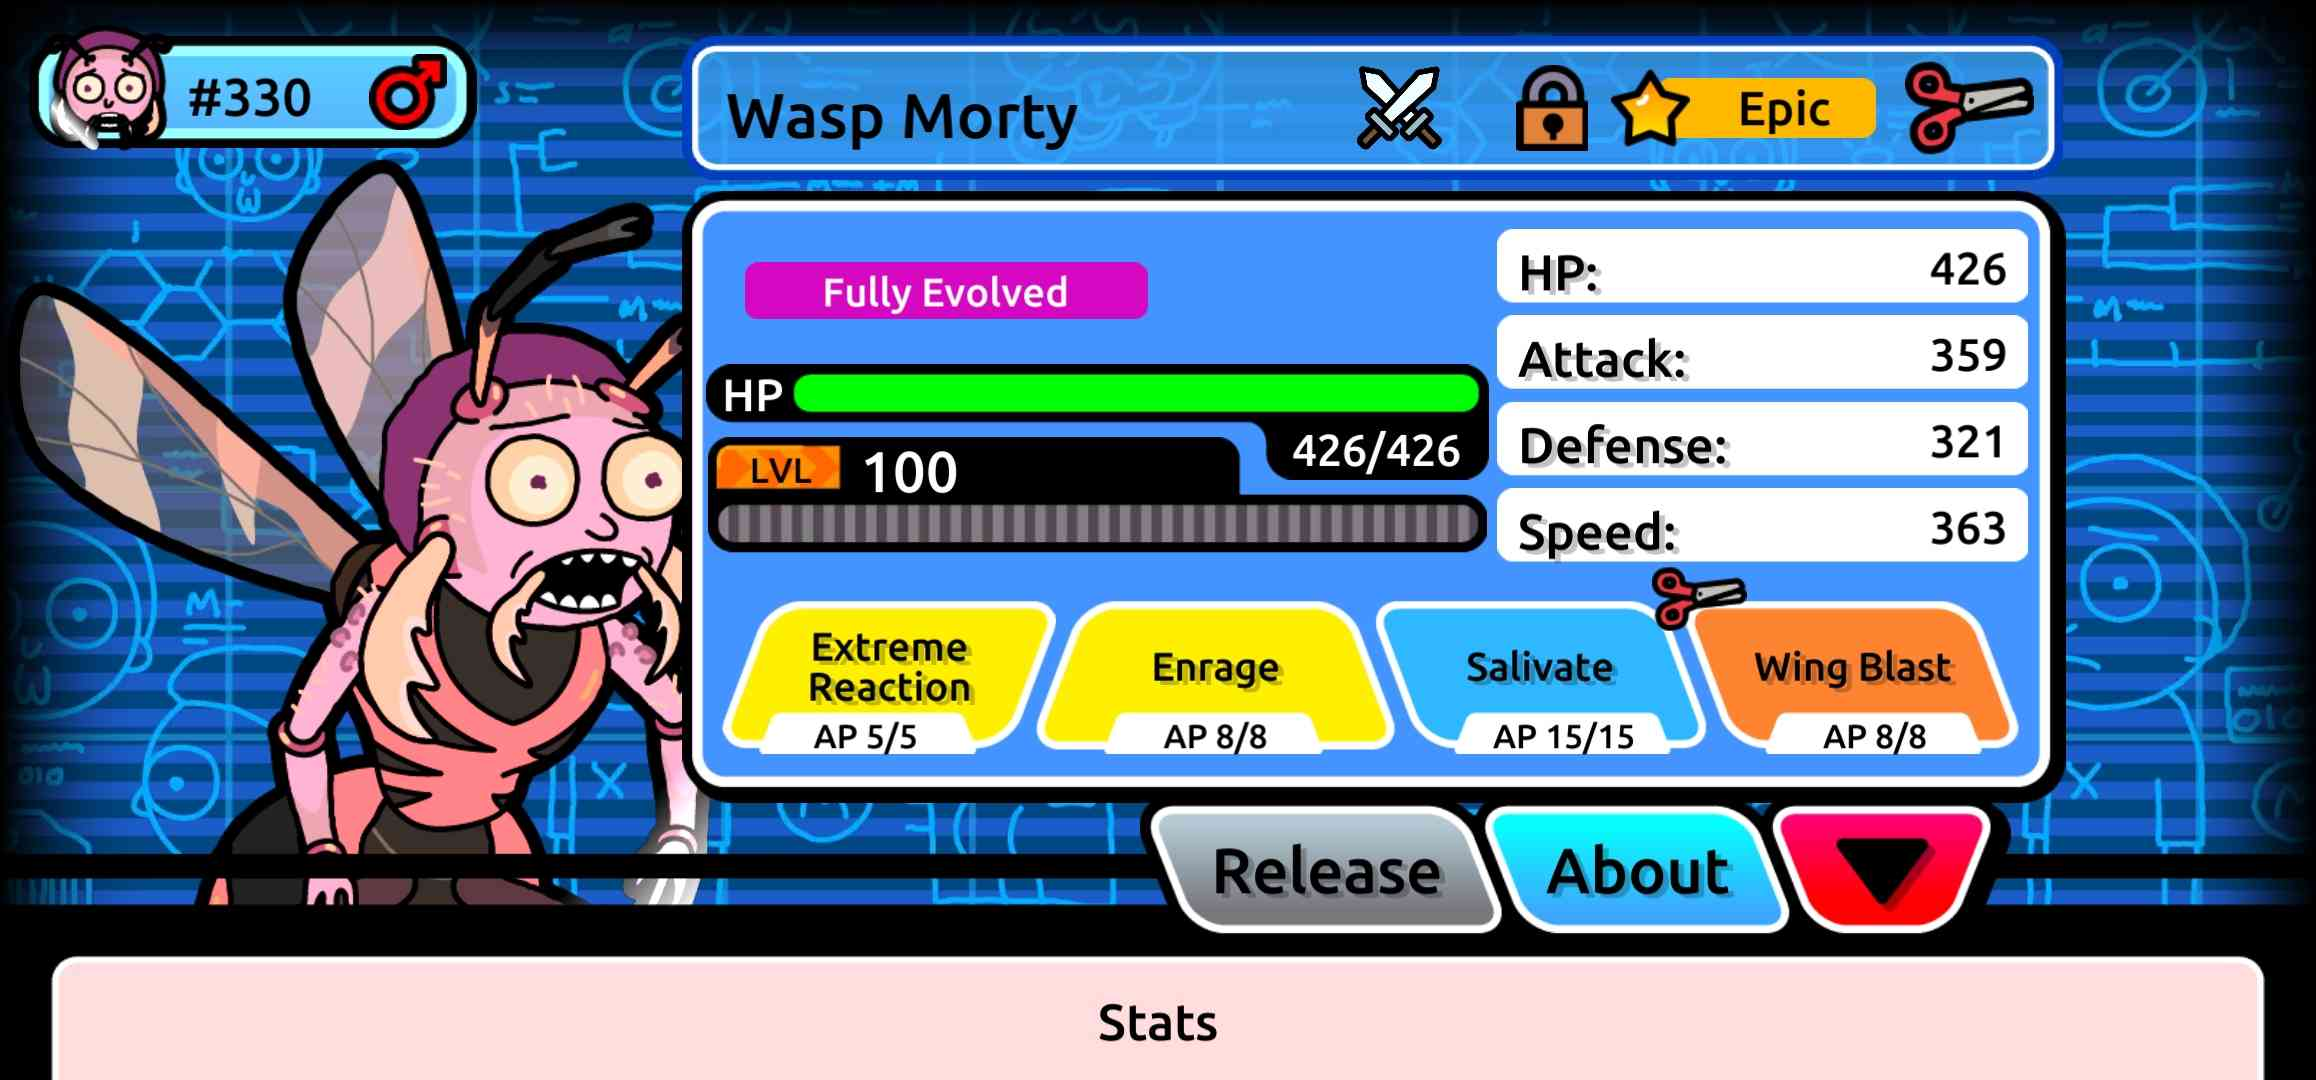 #330
Wasp Morty
Epic
Fully Evolved
HP
426/426
LVL 100
HP: 426
Attack: 359
Defense: 321
Speed: 363
Extreme
Reaction
AP 5/5
Enrage
AP 8/8
Salivate
AP 15/15
Wing Blast
AP 8/8
Release
About
Stats